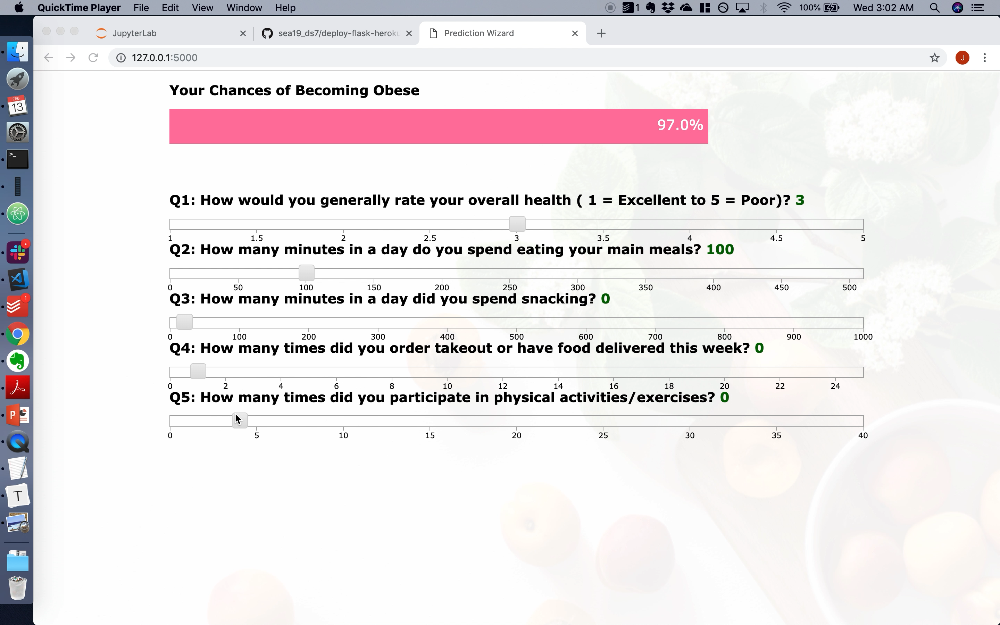 QuickTime Player File Edit View Window Help 1 100% Wed 3:02 AM
JupyterLab sea19_ds7/deploy-flask-heroku Prediction Wizard
127.0.0.1:5000 J
FEB
13
Your Chances of Becoming Obese
97.0%
Q1: How would you generally rate your overall health ( 1 = Excellent to 5 = Poor)? 3
1 1.5 2 2.5 3 3.5 4 4.5 5
Q2: How many minutes in a day do you spend eating your main meals? 100
0 50 100 150 200 250 300 350 400 450 500
Q3: How many minutes in a day did you spend snacking? 0
1
0 100 200 300 400 500 600 700 800 900 1000
Q4: How many times did you order takeout or have food delivered this week? 0
0 2 4 6 8 10 12 14 16 18 20 22 24
Q5: How many times did you participate in physical activities/exercises? 0
P
0 5 10 15 20 25 30 35 40
T